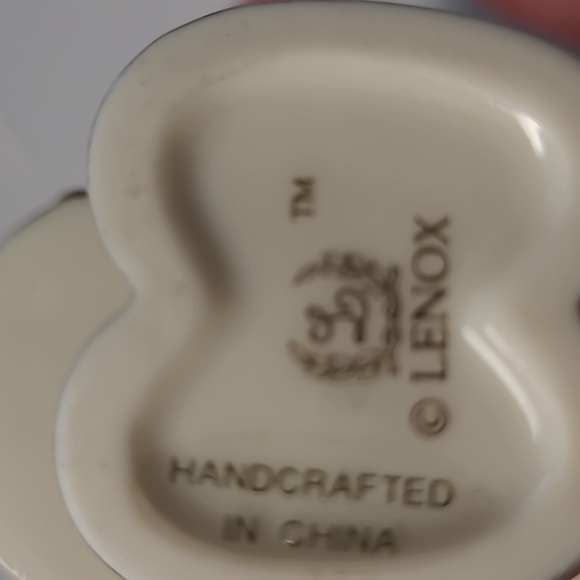 ™
L
© LENOX
HANDCRAFTED
IN CHINA